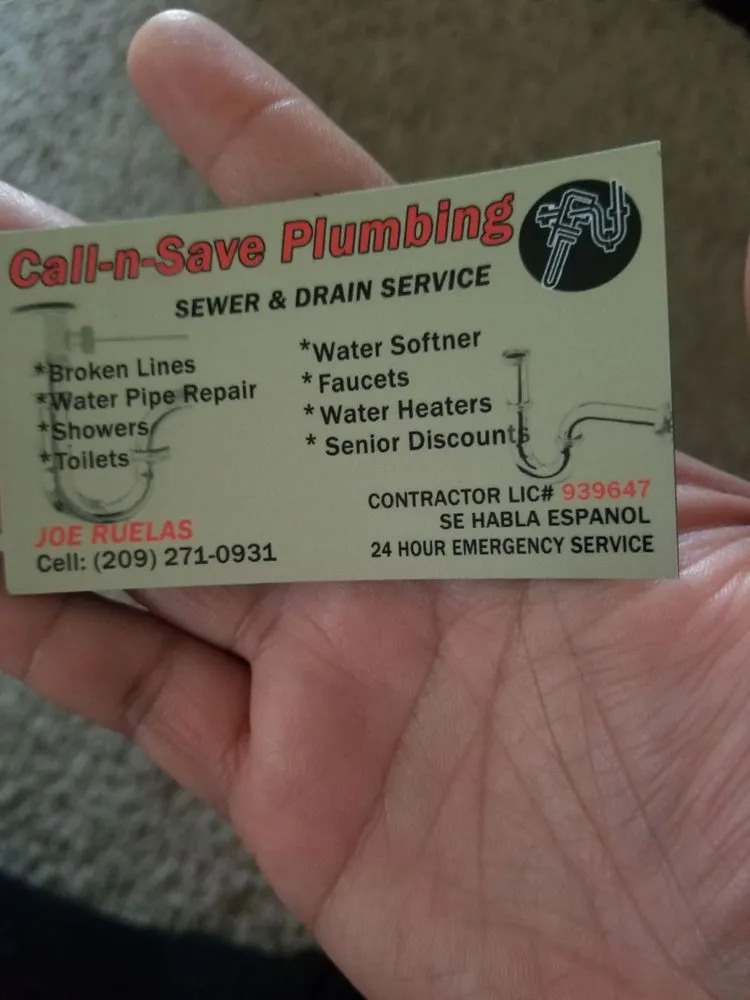 Call-n-Save Plumbing
SEWER & DRAIN SERVICE
*Broken Lines
*Water Pipe Repair
*Showers
*Toilets
*Water Softner
* Faucets
* Water Heaters
* Senior Discounts
JOE RUELAS
Cell: (209) 271-0931
CONTRACTOR LIC# 939647
SE HABLA ESPANOL
24 HOUR EMERGENCY SERVICE